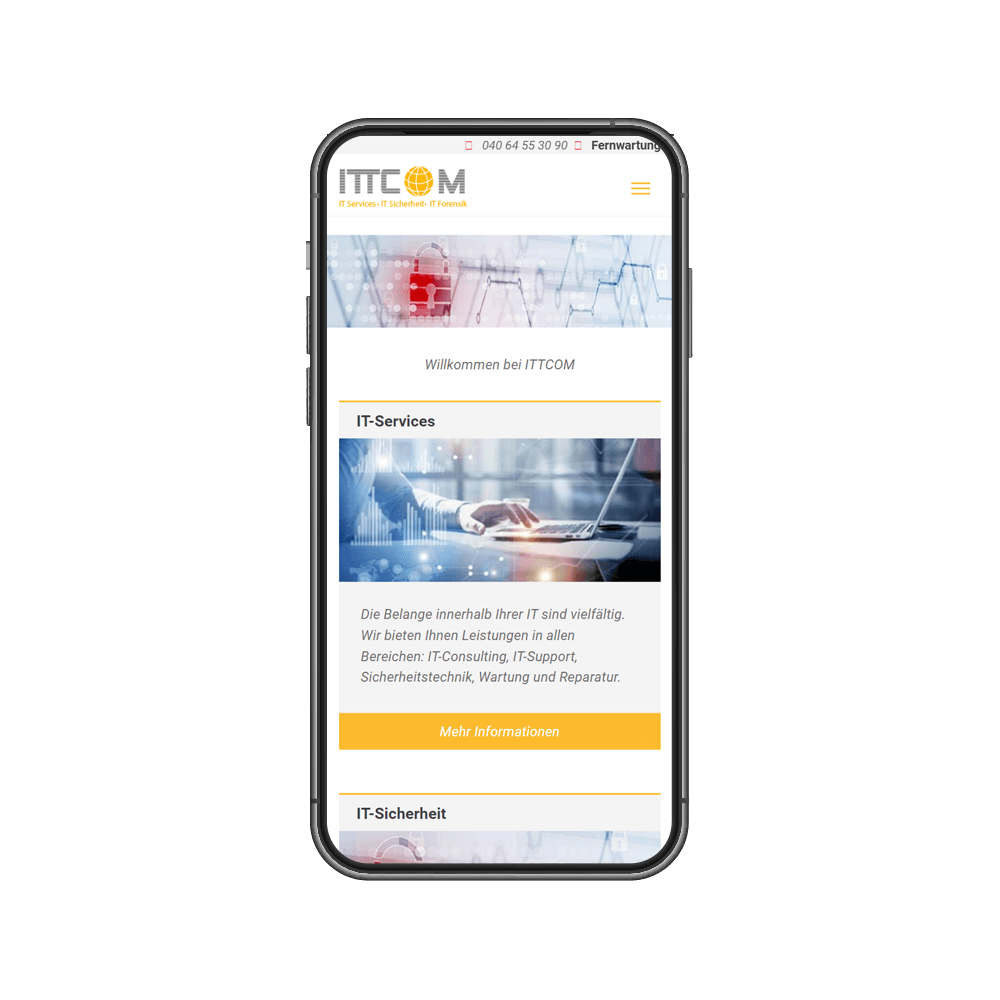 040 64 55 30 90 Fernwartung
ITTCOM
IT Services• IT Sicherheit• IT Forensik
Willkommen bei ITTCOM
IT-Services
Die Belange innerhalb Ihrer IT sind vielfältig.
Wir bieten Ihnen Leistungen in allen
Bereichen: IT-Consulting, IT-Support,
Sicherheitstechnik, Wartung und Reparatur.
Mehr Informationen
IT-Sicherheit